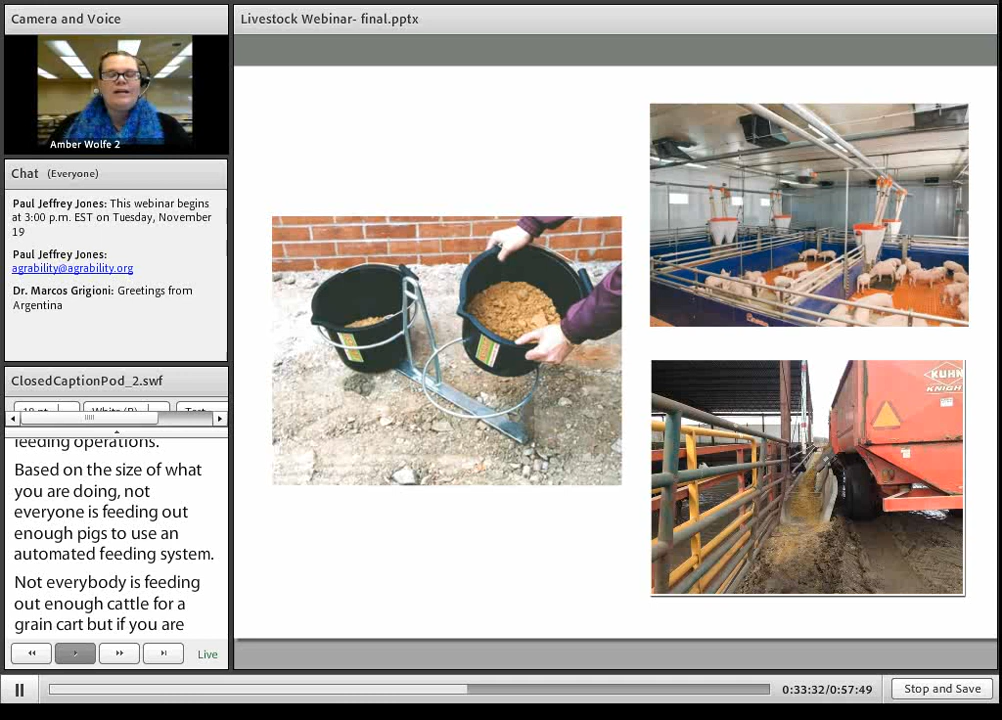 Camera and Voice
Livestock Webinar- final.pptx
Amber Wolfe 2
Chat (Everyone)
Paul Jeffrey Jones: This webinar begins
at 3:00 p.m. EST on Tuesday, November
19
Paul Jeffrey Jones:
agrability@agrability.org
Dr. Marcos Grigioni: Greetings from
Argentina
ClosedCaptionPod_2.swf
feeding operations.
Based on the size of what
you are doing, not
everyone is feeding out
enough pigs to use an
automated feeding system.
Not everybody is feeding
out enough cattle for a
grain cart but if you are
Live
KUHN
KNIGHT
0:33:32/0:57:49
Stop and Save